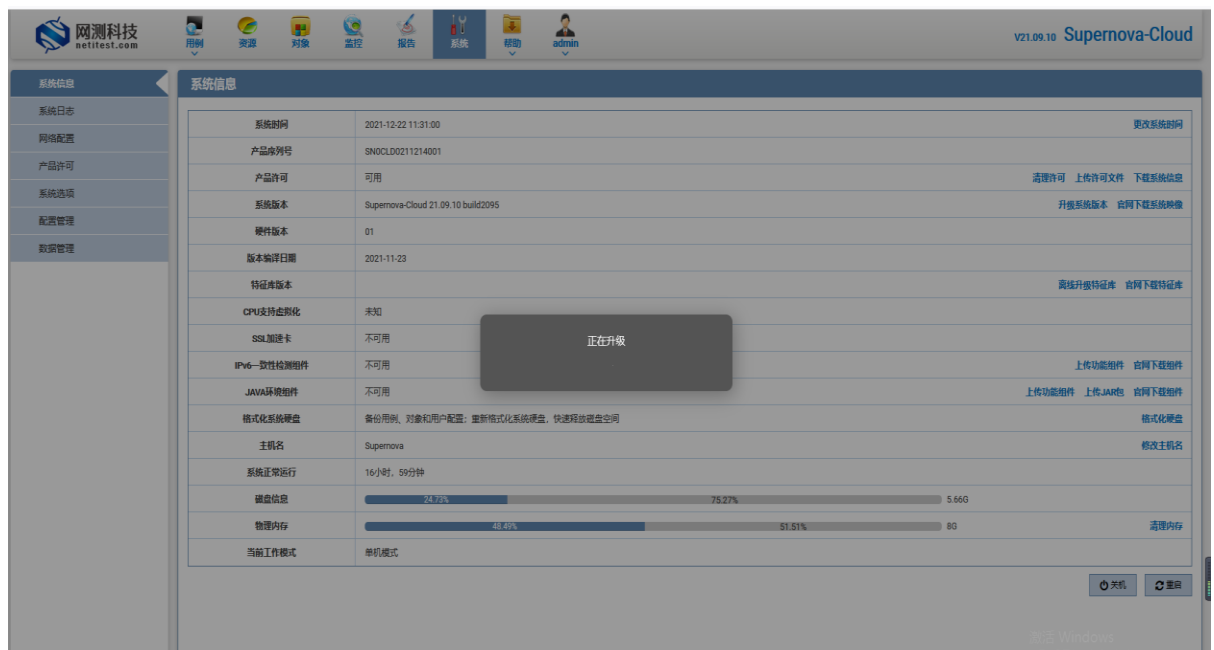 网测科技
netitest.com
用例 资源 对象 监控 报告 系统 帮助 admin
V21.09.10 Supernova-Cloud
系统信息
系统日志
网络配置
产品许可
系统选项
配置管理
数据管理
系统信息
系统时间 2021-12-22 11:31:00 更改系统时间
产品序列号 SN0CLD0211214001
产品许可 可用 清理许可 上传许可文件 下载系统信息
系统版本 Supernova-Cloud 21.09.10 build2095 升级系统版本 官网下载系统映像
硬件版本 01
版本编译日期 2021-11-23
特征库版本 离线升级特征库 官网下载特征库
CPU支持虚拟化 未知
SSL加速卡 不可用
正在升级
IPv6一致性检测组件 不可用 上传功能组件 官网下载组件
JAVA环境组件 不可用 上传功能组件 上传JAR包 官网下载组件
格式化系统硬盘 备份用例、对象和用户配置；重新格式化系统硬盘，快速释放磁盘空间 格式化硬盘
主机名 Supernova 修改主机名
系统正常运行 16小时，59分钟
磁盘信息 24.73% 75.27% 5.66G
物理内存 48.49% 51.51% 8G 清理内存
当前工作模式 单机模式
关机 重启
激活 Windows